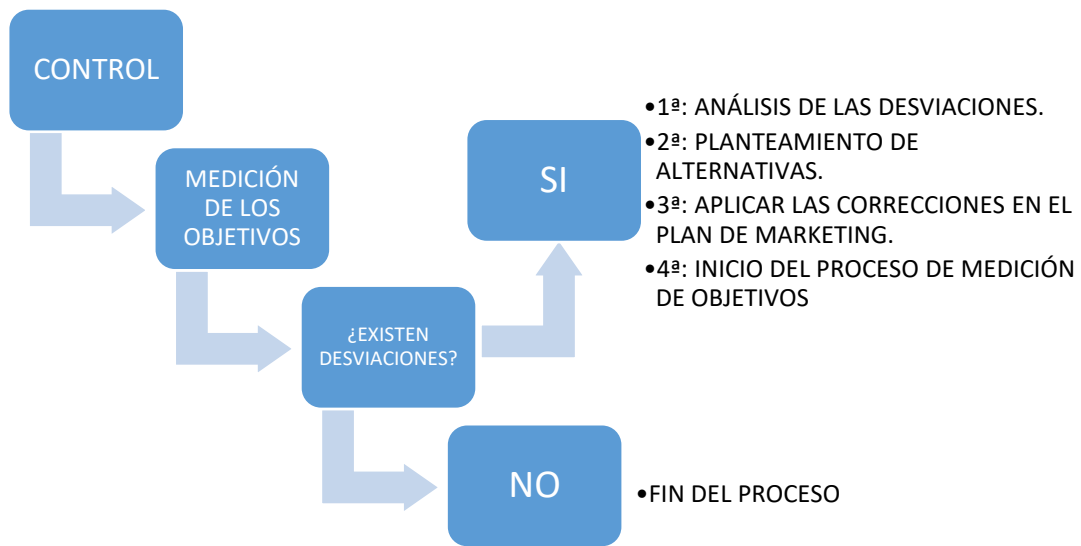 CONTROL
MEDICIÓN
DE LOS
OBJETIVOS
¿EXISTEN
DESVIACIONES?
SI
•1ª: ANÁLISIS DE LAS DESVIACIONES.
•2ª: PLANTEAMIENTO DE
ALTERNATIVAS.
•3ª: APLICAR LAS CORRECCIONES EN EL
PLAN DE MARKETING.
•4ª: INICIO DEL PROCESO DE MEDICIÓN
DE OBJETIVOS
NO
•FIN DEL PROCESO